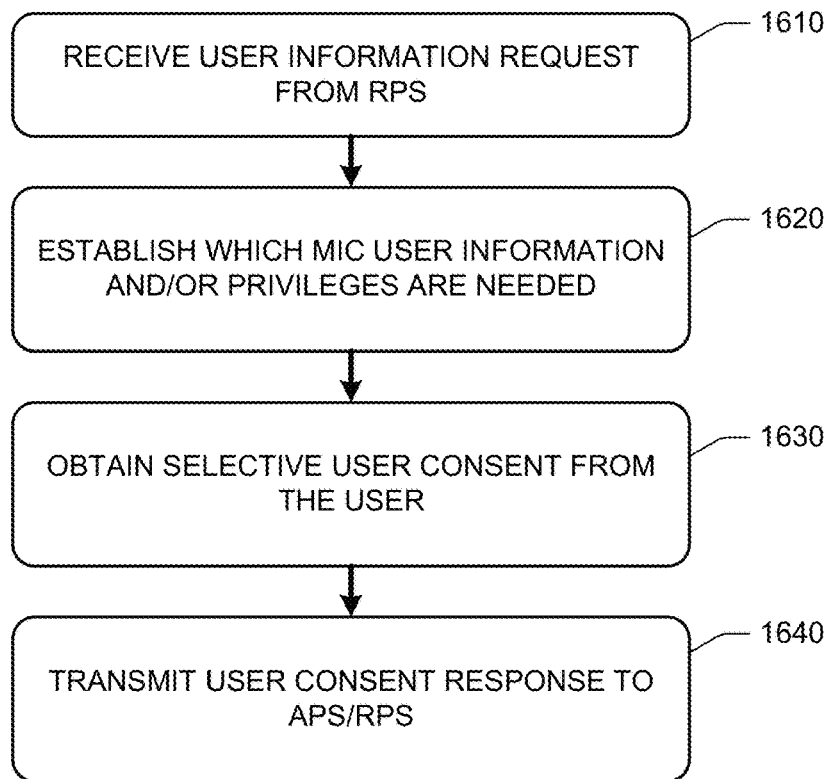 1610
RECEIVE USER INFORMATION REQUEST
FROM RPS
1620
ESTABLISH WHICH MIC USER INFORMATION
AND/OR PRIVILEGES ARE NEEDED
1630
OBTAIN SELECTIVE USER CONSENT FROM
THE USER
1640
TRANSMIT USER CONSENT RESPONSE TO
APS/RPS